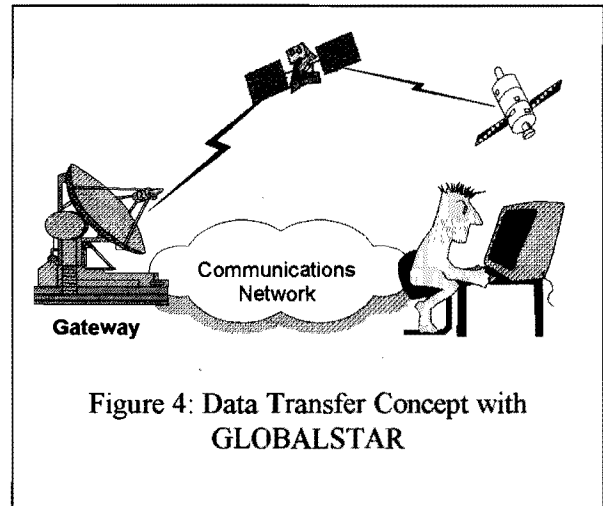 Communications
Network
Gateway
Figure 4: Data Transfer Concept with
GLOBALSTAR